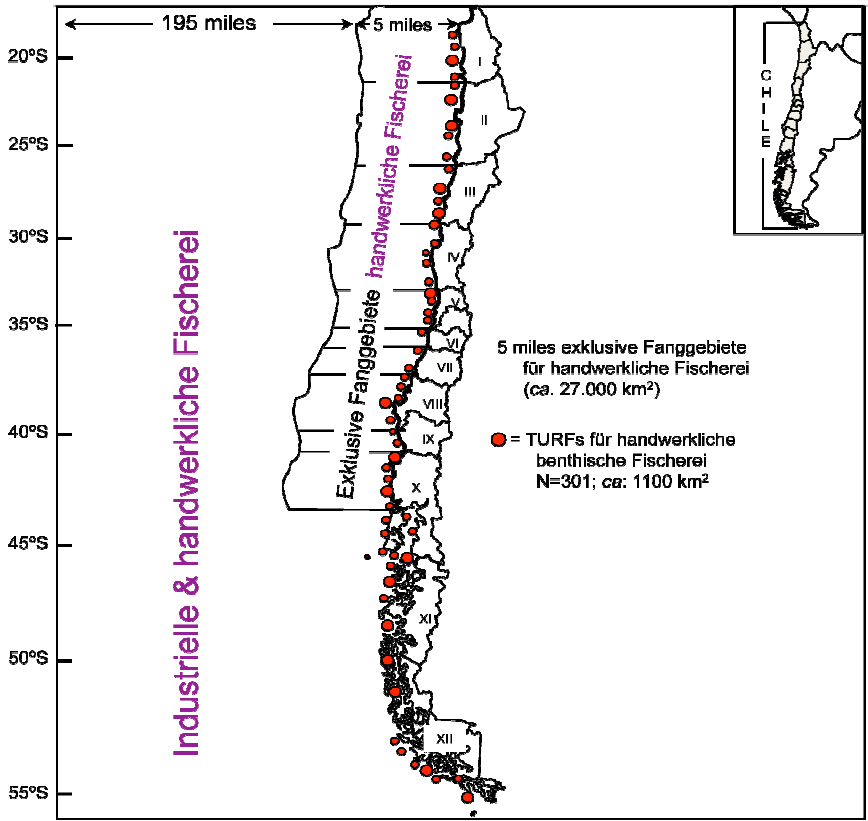 195 miles
5 miles
20ºS
25ºS
30ºS
35ºS
40ºS
45ºS
50ºS
55ºS
Industrielle & handwerkliche Fischerei
Exklusive Fanggebiete handwerkliche Fischerei
I
II
III
IV
V
VI
VII
VIII
IX
X
XI
XII
CHILE
5 miles exklusive Fanggebiete
für handwerkliche Fischerei
(ca. 27.000 km²)
= TURFs für handwerkliche
benthische Fischerei
N=301; ca: 1100 km²